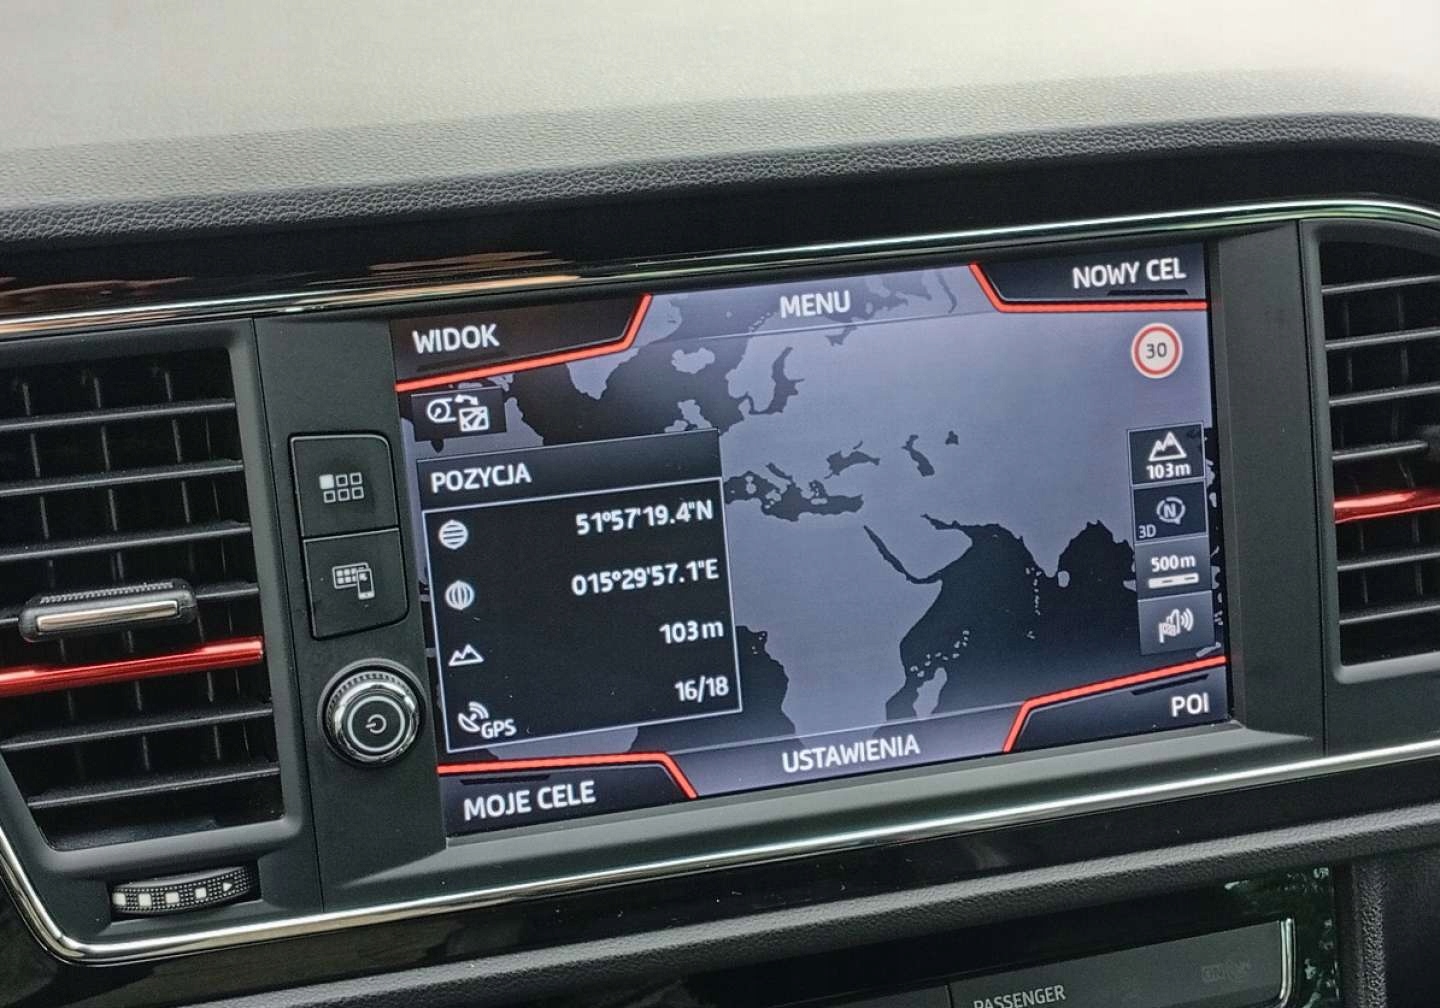 WIDOK
MENU
NOWY CEL
30
POZYCJA
51°57'19.4"N
015°29'57.1"E
103m
16/18
GPS
103m
N
3D
500m
MOJE CELE
USTAWIENIA
POI
PASSENGER